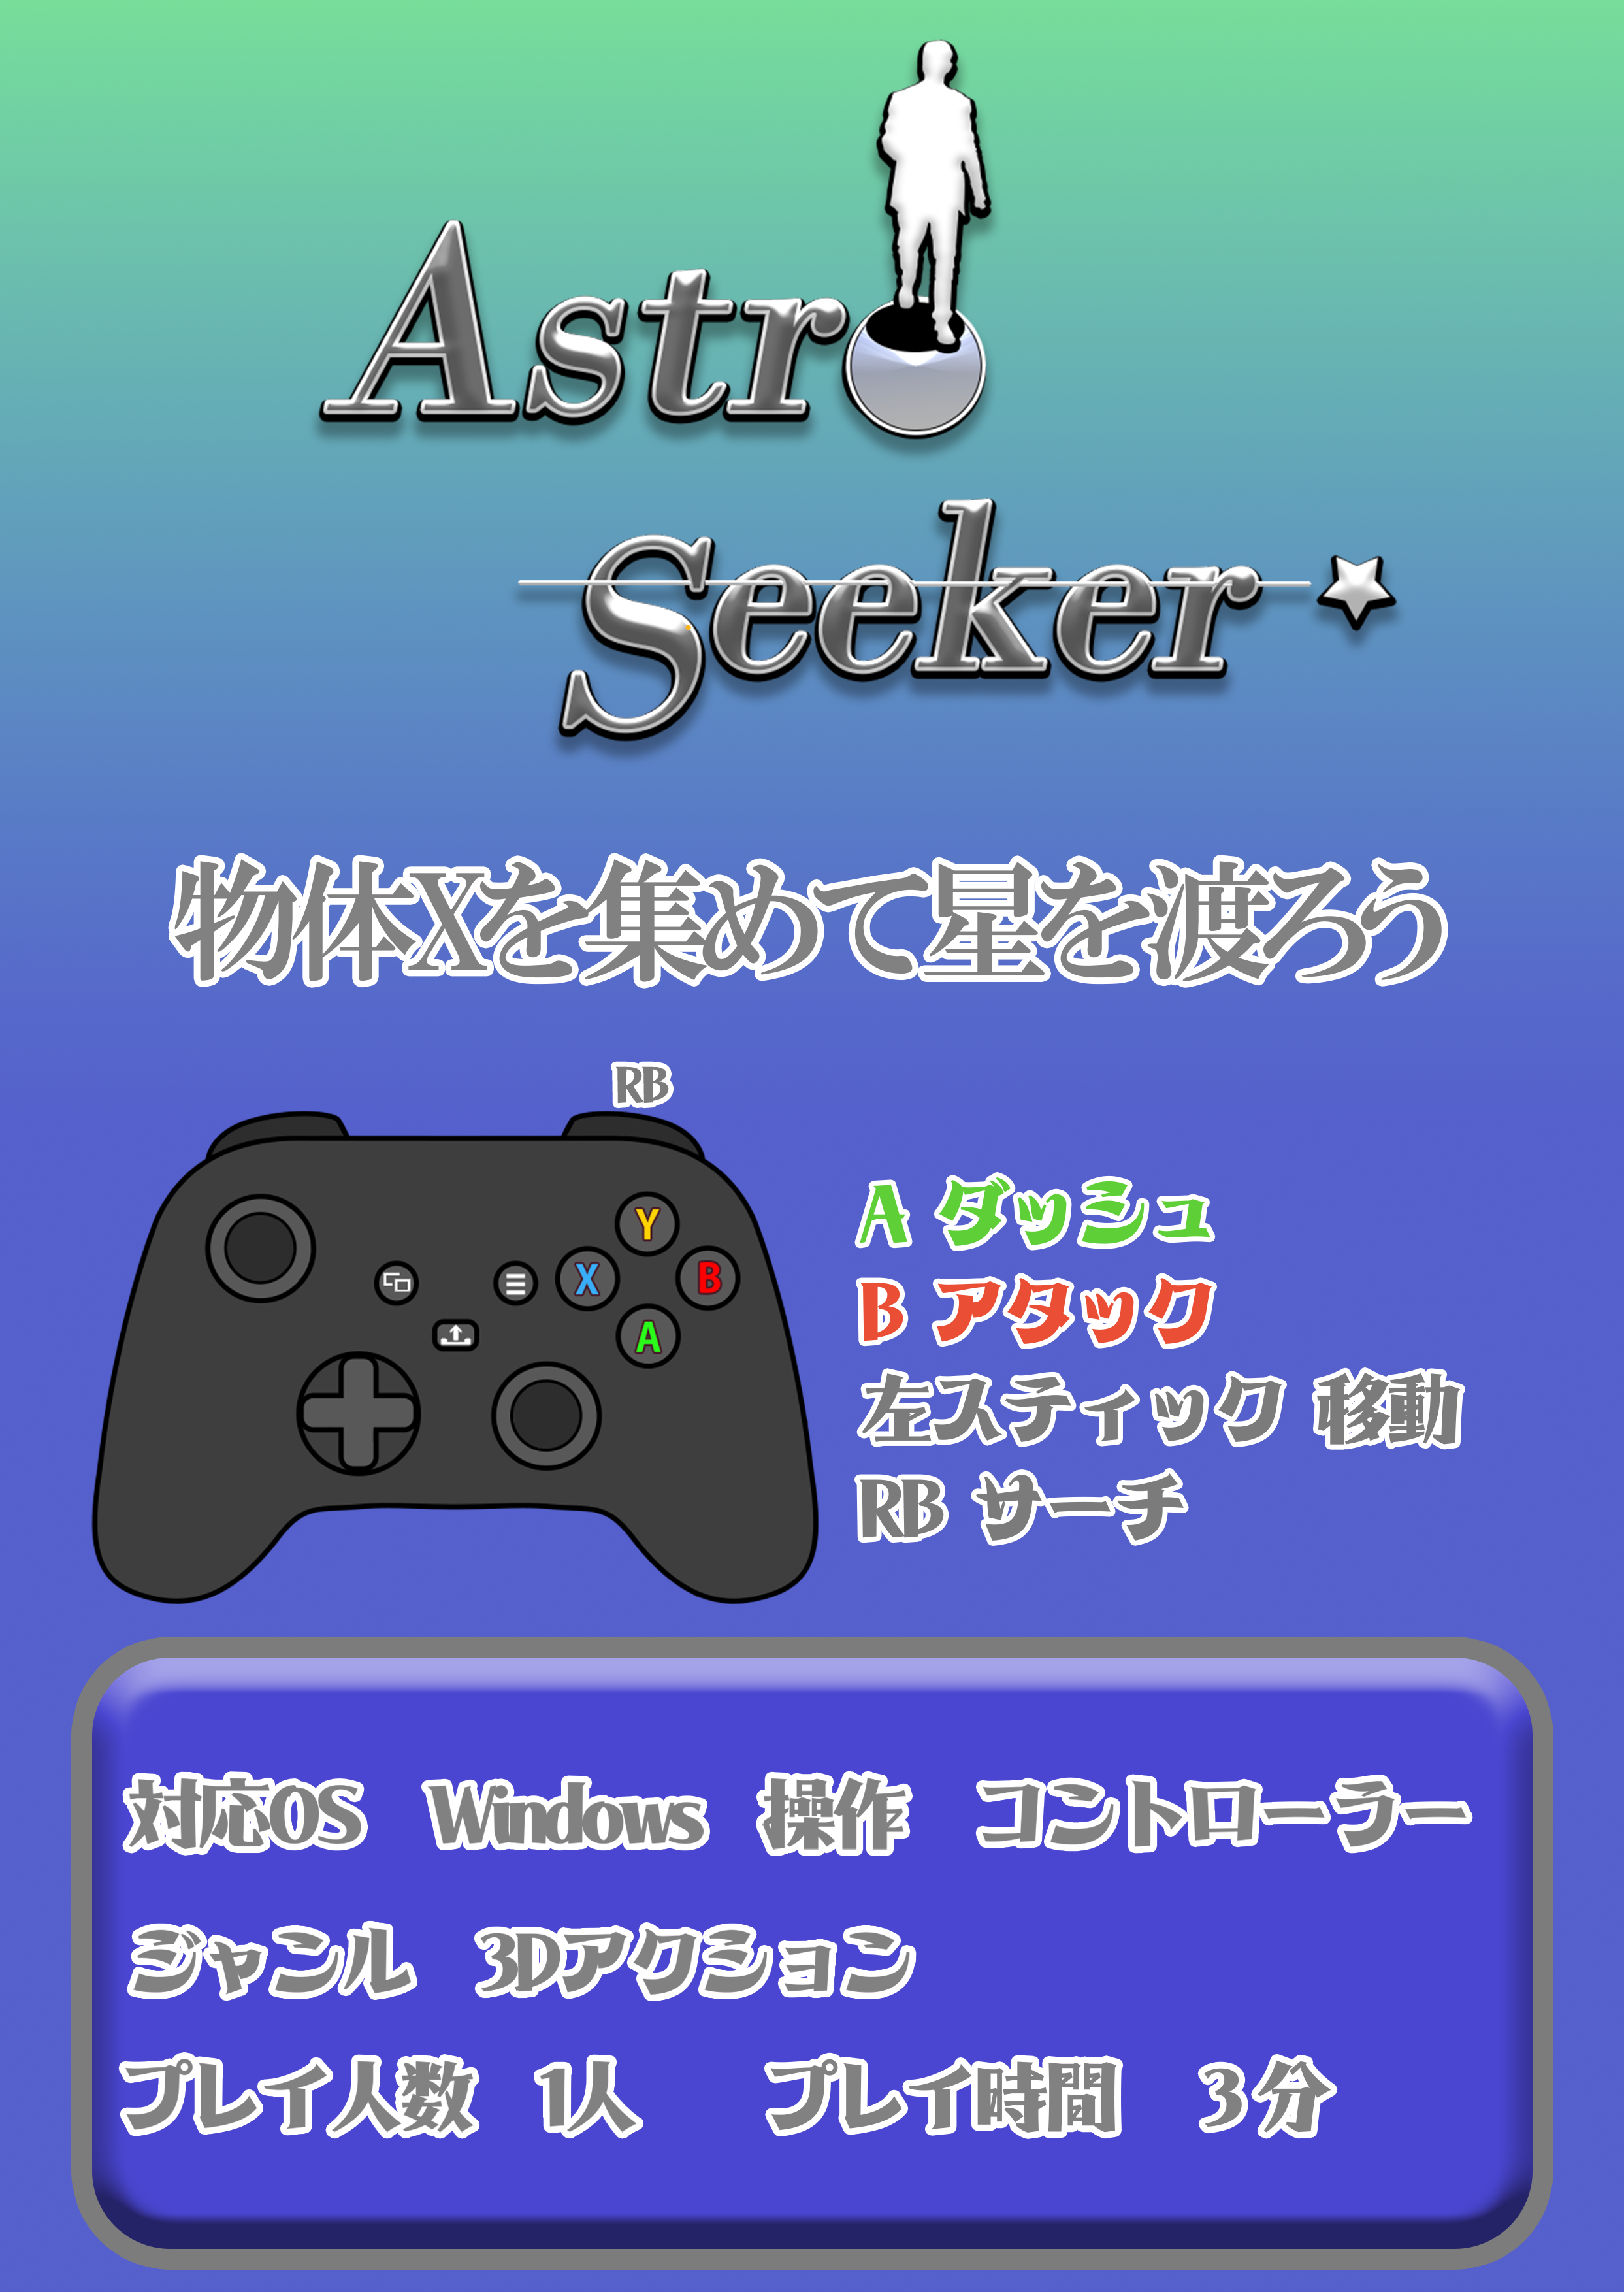 Astro
Seeker
物体Xを集めて星を渡ろう
RB
Y
X
B
A
A ダッシュ
B アタック
左スティック 移動
RB サーチ
対応OS Windows 操作 コントローラー
ジャンル 3Dアクション
プレイ人数 1人 プレイ時間 3分